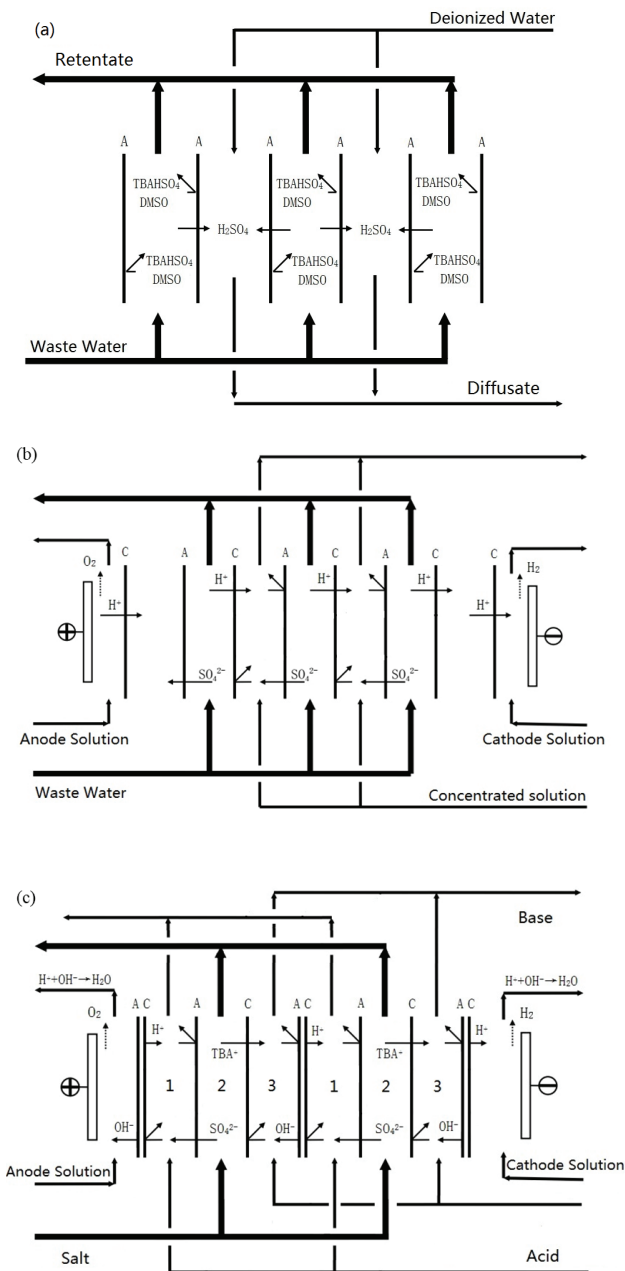 (a)
Deionized Water
Retentate
A A A A A A
TBAHSO₄ TBAHSO₄ TBAHSO₄
DMSO DMSO DMSO
H₂SO₄ H₂SO₄
TBAHSO₄ TBAHSO₄ TBAHSO₄
DMSO DMSO DMSO
Waste Water
Diffusate
(b)
C A C A C A C C
O₂ H₂
H⁺ H⁺ H⁺
H⁺ H⁺
+ −
SO₄²⁻ SO₄²⁻ SO₄²⁻
Anode Solution Cathode Solution
Waste Water Concentrated solution
(c)
Base
H⁺+OH⁻→H₂O H⁺+OH⁻→H₂O
A C A C A C A C A C
O₂ H₂
H⁺ H⁺ H⁺
TBA⁺ TBA⁺
+ 1 2 3 1 2 3 −
OH⁻ SO₄²⁻ OH⁻ SO₄²⁻ OH⁻
Anode Solution Cathode Solution
Salt Acid